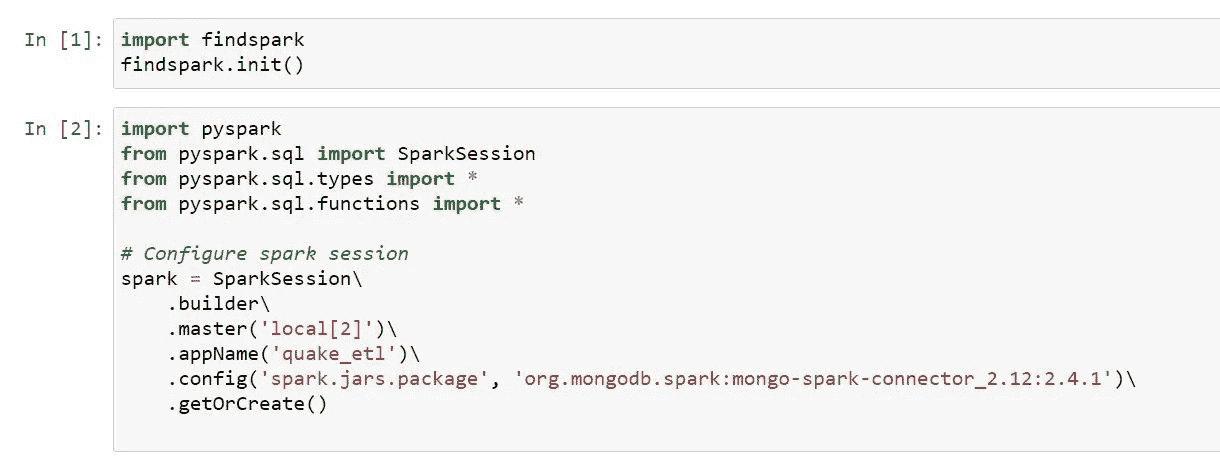 In [1]: import findspark
findspark.init()
In [2]: import pyspark
from pyspark.sql import SparkSession
from pyspark.sql.types import *
from pyspark.sql.functions import *
# Configure spark session
spark = SparkSession\
.builder\
.master('local[2]')\
.appName('quake_etl')\
.config('spark.jars.package', 'org.mongodb.spark:mongo-spark-connector_2.12:2.4.1')\
.getOrCreate()